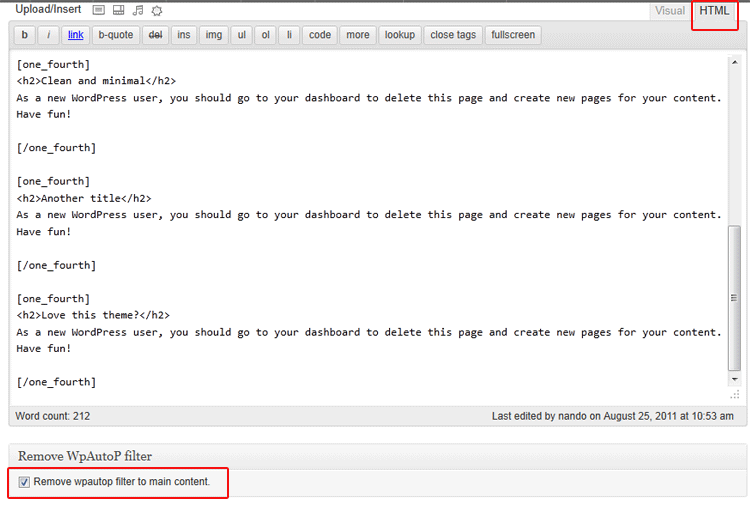 Upload/Insert Visual HTML
b i link b-quote del ins img ul ol li code more lookup close tags fullscreen
[one_fourth]
<h2>Clean and minimal</h2>
As a new WordPress user, you should go to your dashboard to delete this page and create new pages for your content.
Have fun!
[/one_fourth]
[one_fourth]
<h2>Another title</h2>
As a new WordPress user, you should go to your dashboard to delete this page and create new pages for your content.
Have fun!
[/one_fourth]
[one_fourth]
<h2>Love this theme?</h2>
As a new WordPress user, you should go to your dashboard to delete this page and create new pages for your content.
Have fun!
[/one_fourth]
Word count: 212 Last edited by nando on August 25, 2011 at 10:53 am
Remove WpAutoP filter
Remove wpautop filter to main content.